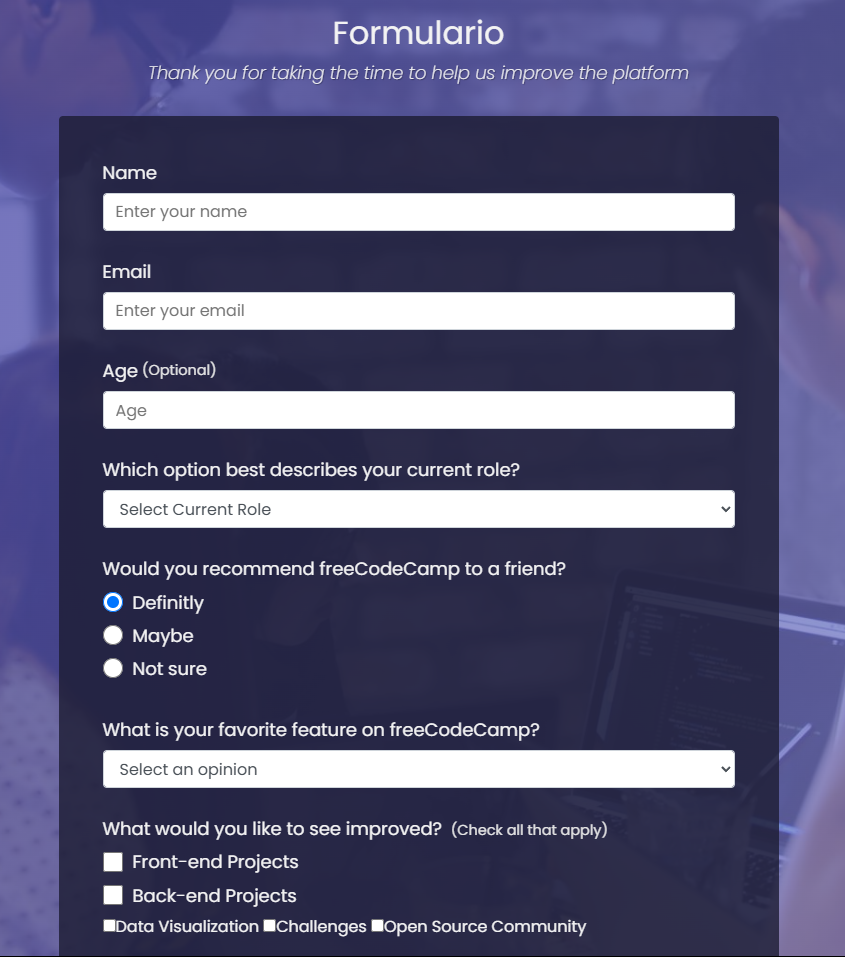 Formulario
Thank you for taking the time to help us improve the platform
Name
Enter your name
Email
Enter your email
Age (Optional)
Age
Which option best describes your current role?
Select Current Role
Would you recommend freeCodeCamp to a friend?
Definitly
Maybe
Not sure
What is your favorite feature on freeCodeCamp?
Select an opinion
What would you like to see improved? (Check all that apply)
Front-end Projects
Back-end Projects
Data Visualization Challenges Open Source Community